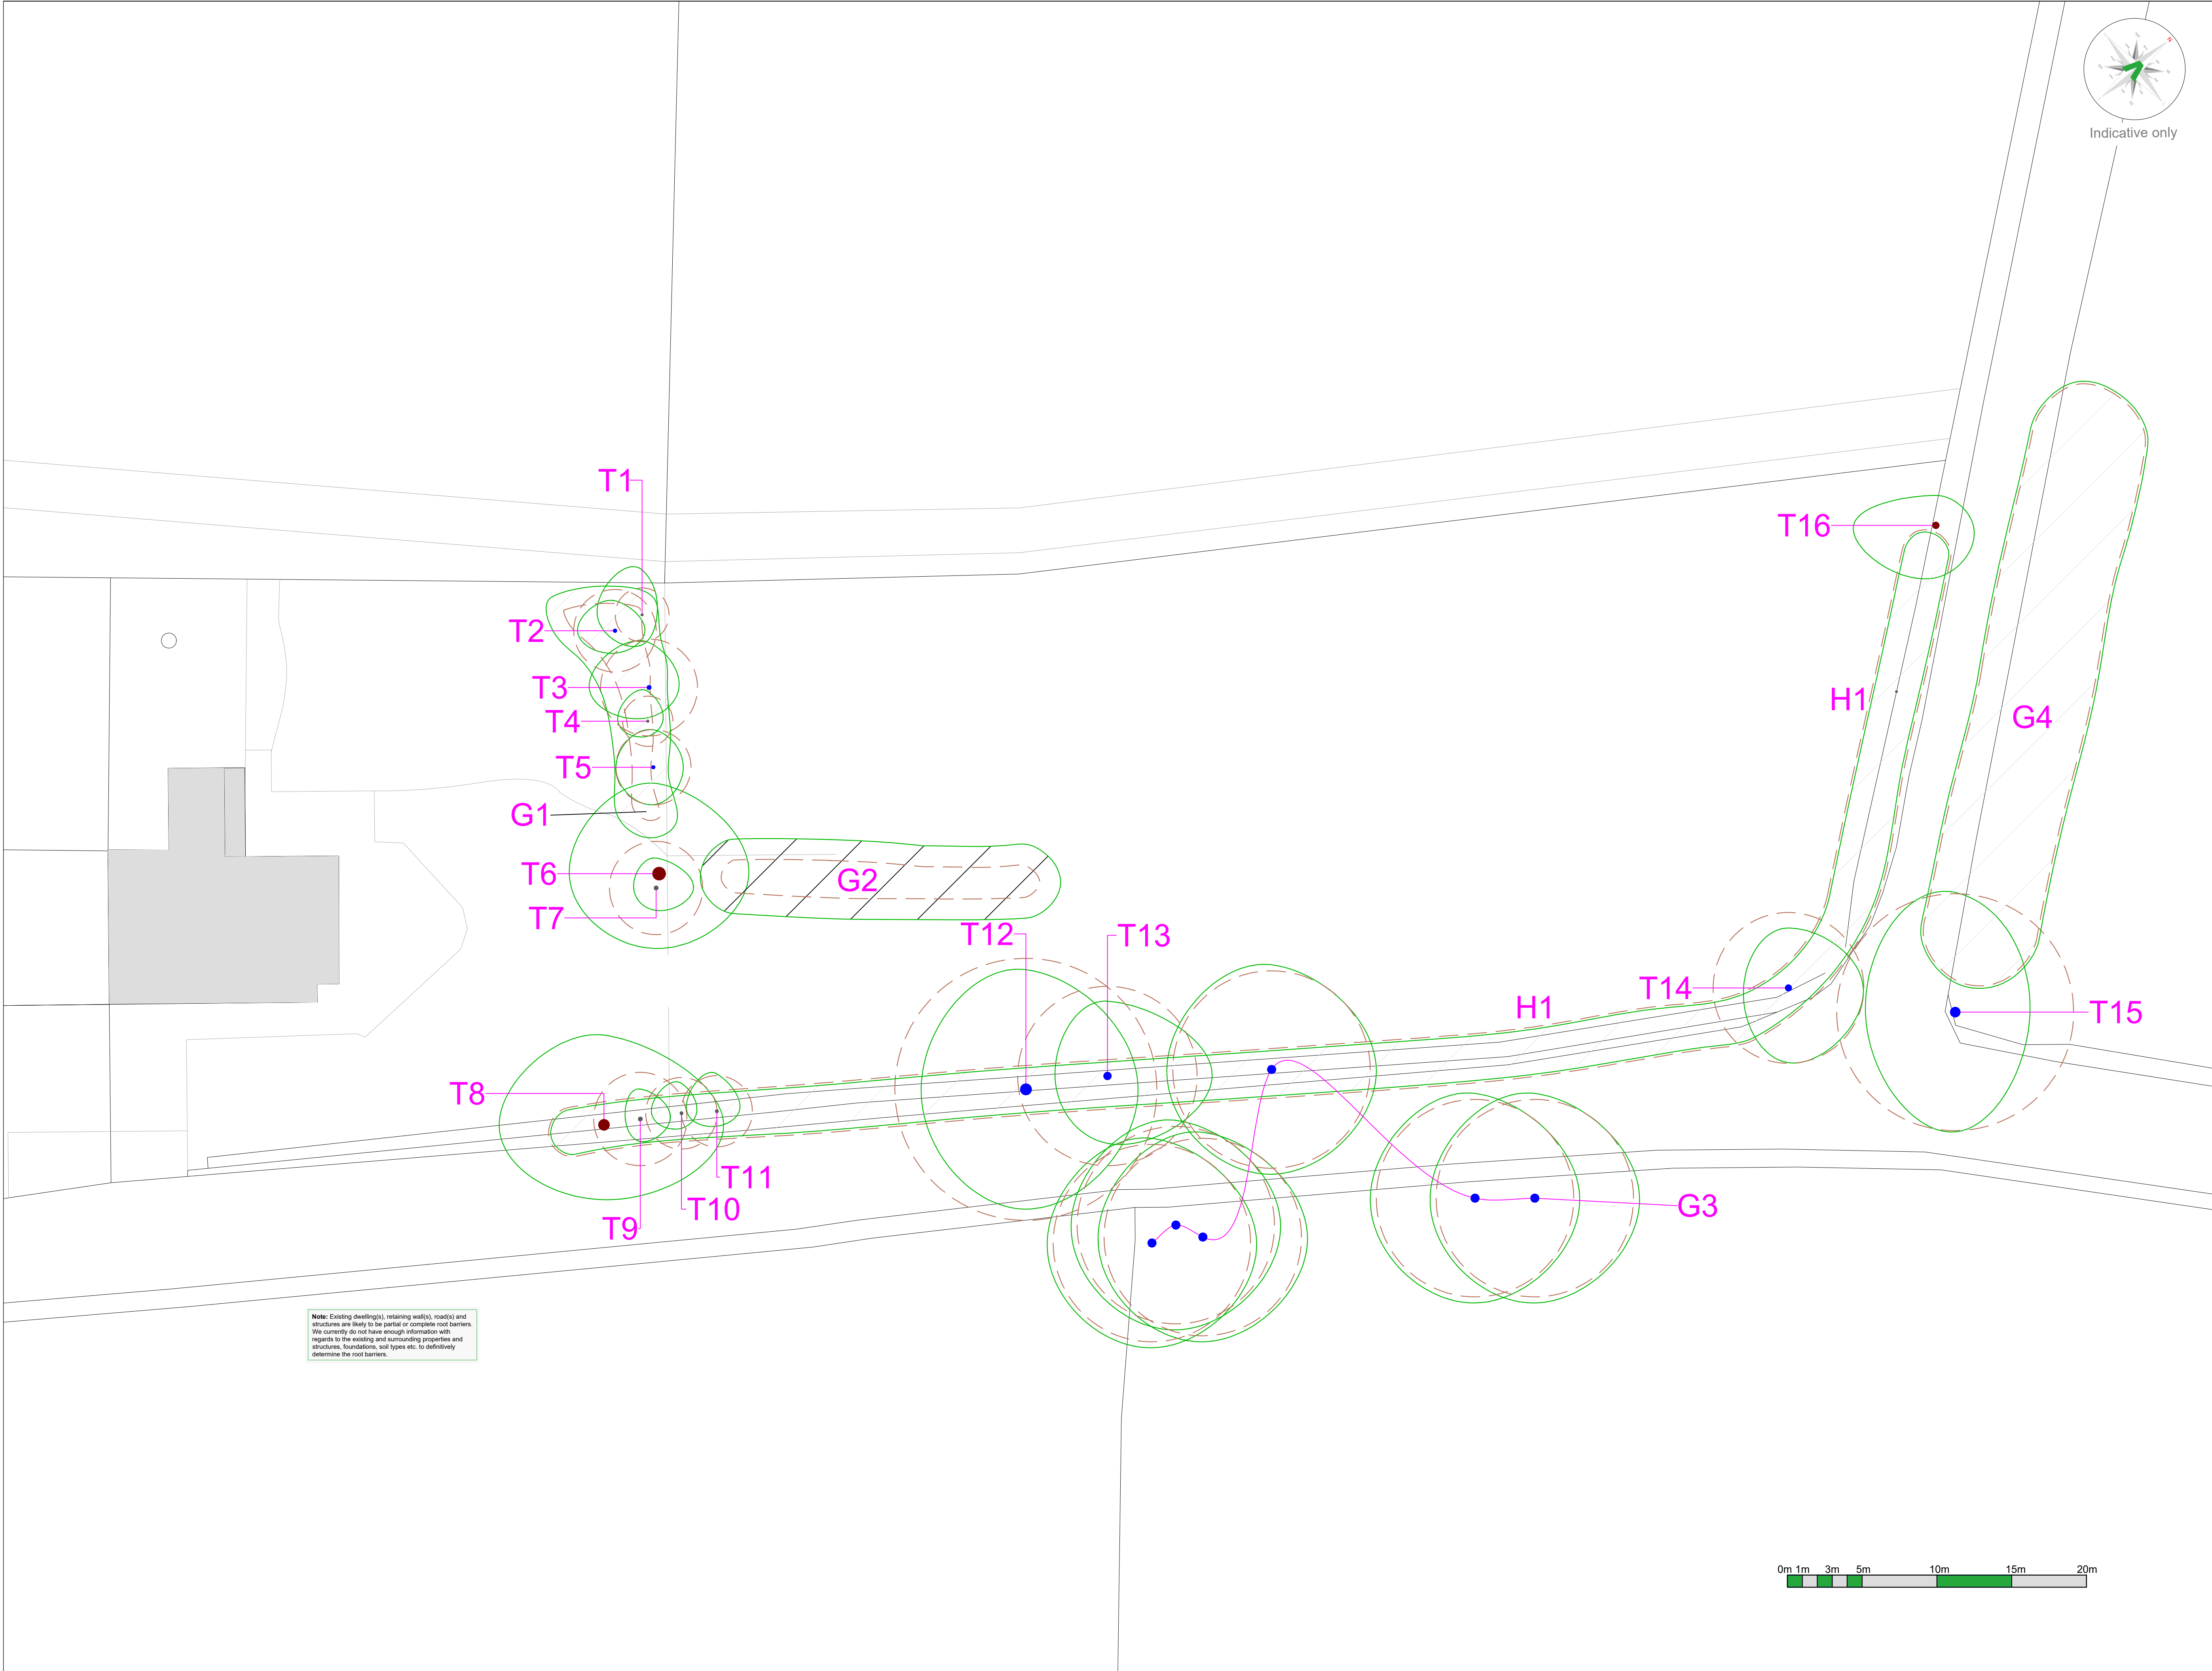 N
Indicative only
T1
T16
T2
T3
T4
H1
G4
T5
G1
T6
G2
T7
T12
T13
T14
H1
T15
T8
T11
T10
G3
T9
Note: Existing dwelling(s), retaining wall(s), road(s) and
structures are likely to be partial or complete root barriers.
We currently do not have enough information with
regards to the existing and surrounding properties and
structures, foundations, soil types etc. to definitively
determine the root barriers.
0m 1m 3m 5m 10m 15m 20m